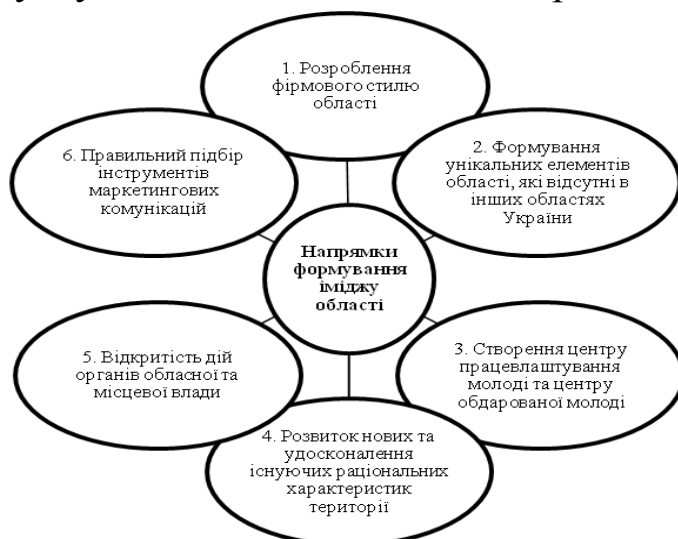 1. Розроблення
фірмового стилю
області
2. Формування
унікальних елементів
області, які відсутні в
інших областях
України
3. Створення центру
працевлаштування
молоді та центру
обдарованої молоді
4. Розвиток нових та
удосконалення
існуючих раціональних
характеристик
території
5. Відкритість дій
органів обласної та
місцевої влади
6. Правильний підбір
інструментів
маркетингових
комунікацій
Напрямки
формування
іміджу
області